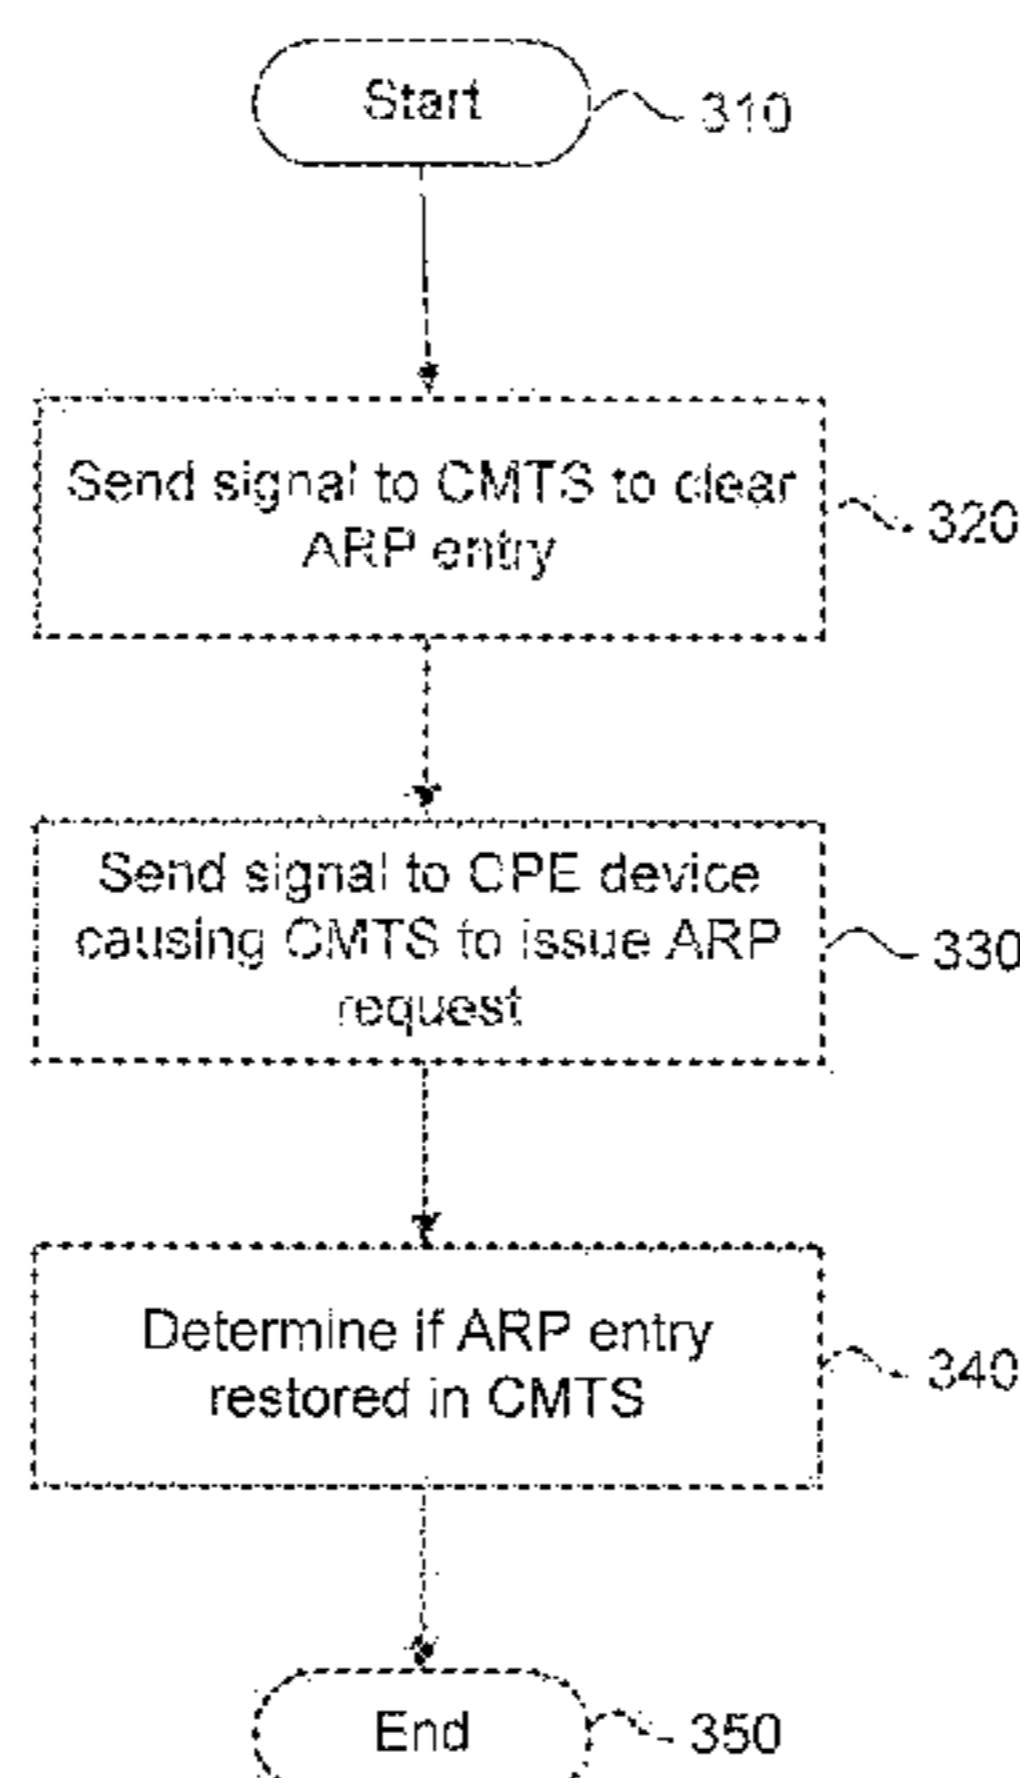 Start
310
Send signal to CMTS to clear
ARP entry
320
Send signal to CPE device
causing CMTS to issue ARP
request
330
Determine if ARP entry
restored in CMTS
340
End
350